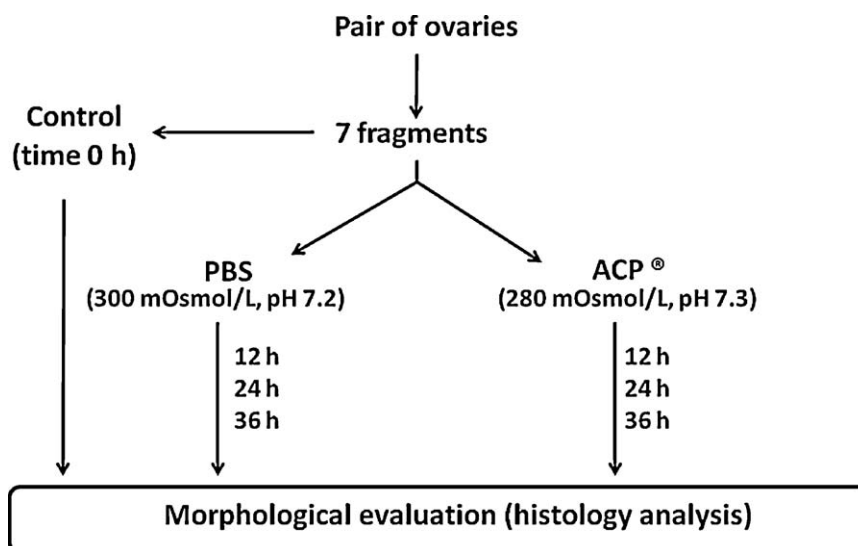 Pair of ovaries
Control
(time 0 h)
7 fragments
PBS
(300 mOsmol/L, pH 7.2)
12 h
24 h
36 h
ACP ®
(280 mOsmol/L, pH 7.3)
12 h
24 h
36 h
Morphological evaluation (histology analysis)